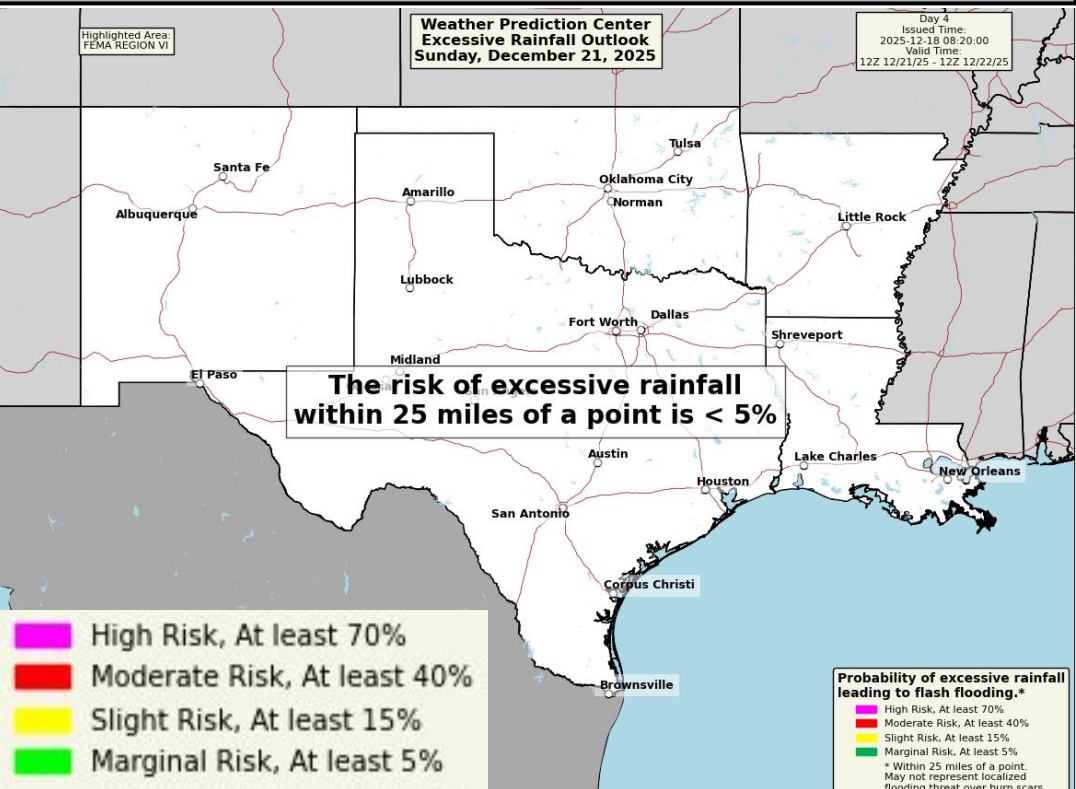 Highlighted Area:
FEMA REGION VI
Weather Prediction Center
Excessive Rainfall Outlook
Sunday, December 21, 2025
Day 4
Issued Time:
2025-12-18 08:20:00
Valid Time:
12Z 12/21/25 - 12Z 12/22/25
Tulsa
Santa Fe
Oklahoma City
Amarillo
Norman
Albuquerque
Little Rock
Lubbock
Dallas
Fort Worth
Shreveport
Midland
El Paso
The risk of excessive rainfall
within 25 miles of a point is < 5%
Austin
Lake Charles
New Orleans
Houston
San Antonio
Corpus Christi
Brownsville
High Risk, At least 70%
Moderate Risk, At least 40%
Slight Risk, At least 15%
Marginal Risk, At least 5%
Probability of excessive rainfall
leading to flash flooding.*
High Risk, At least 70%
Moderate Risk, At least 40%
Slight Risk, At least 15%
Marginal Risk, At least 5%
* Within 25 miles of a point.
May not represent localized
flooding threat over burn scars